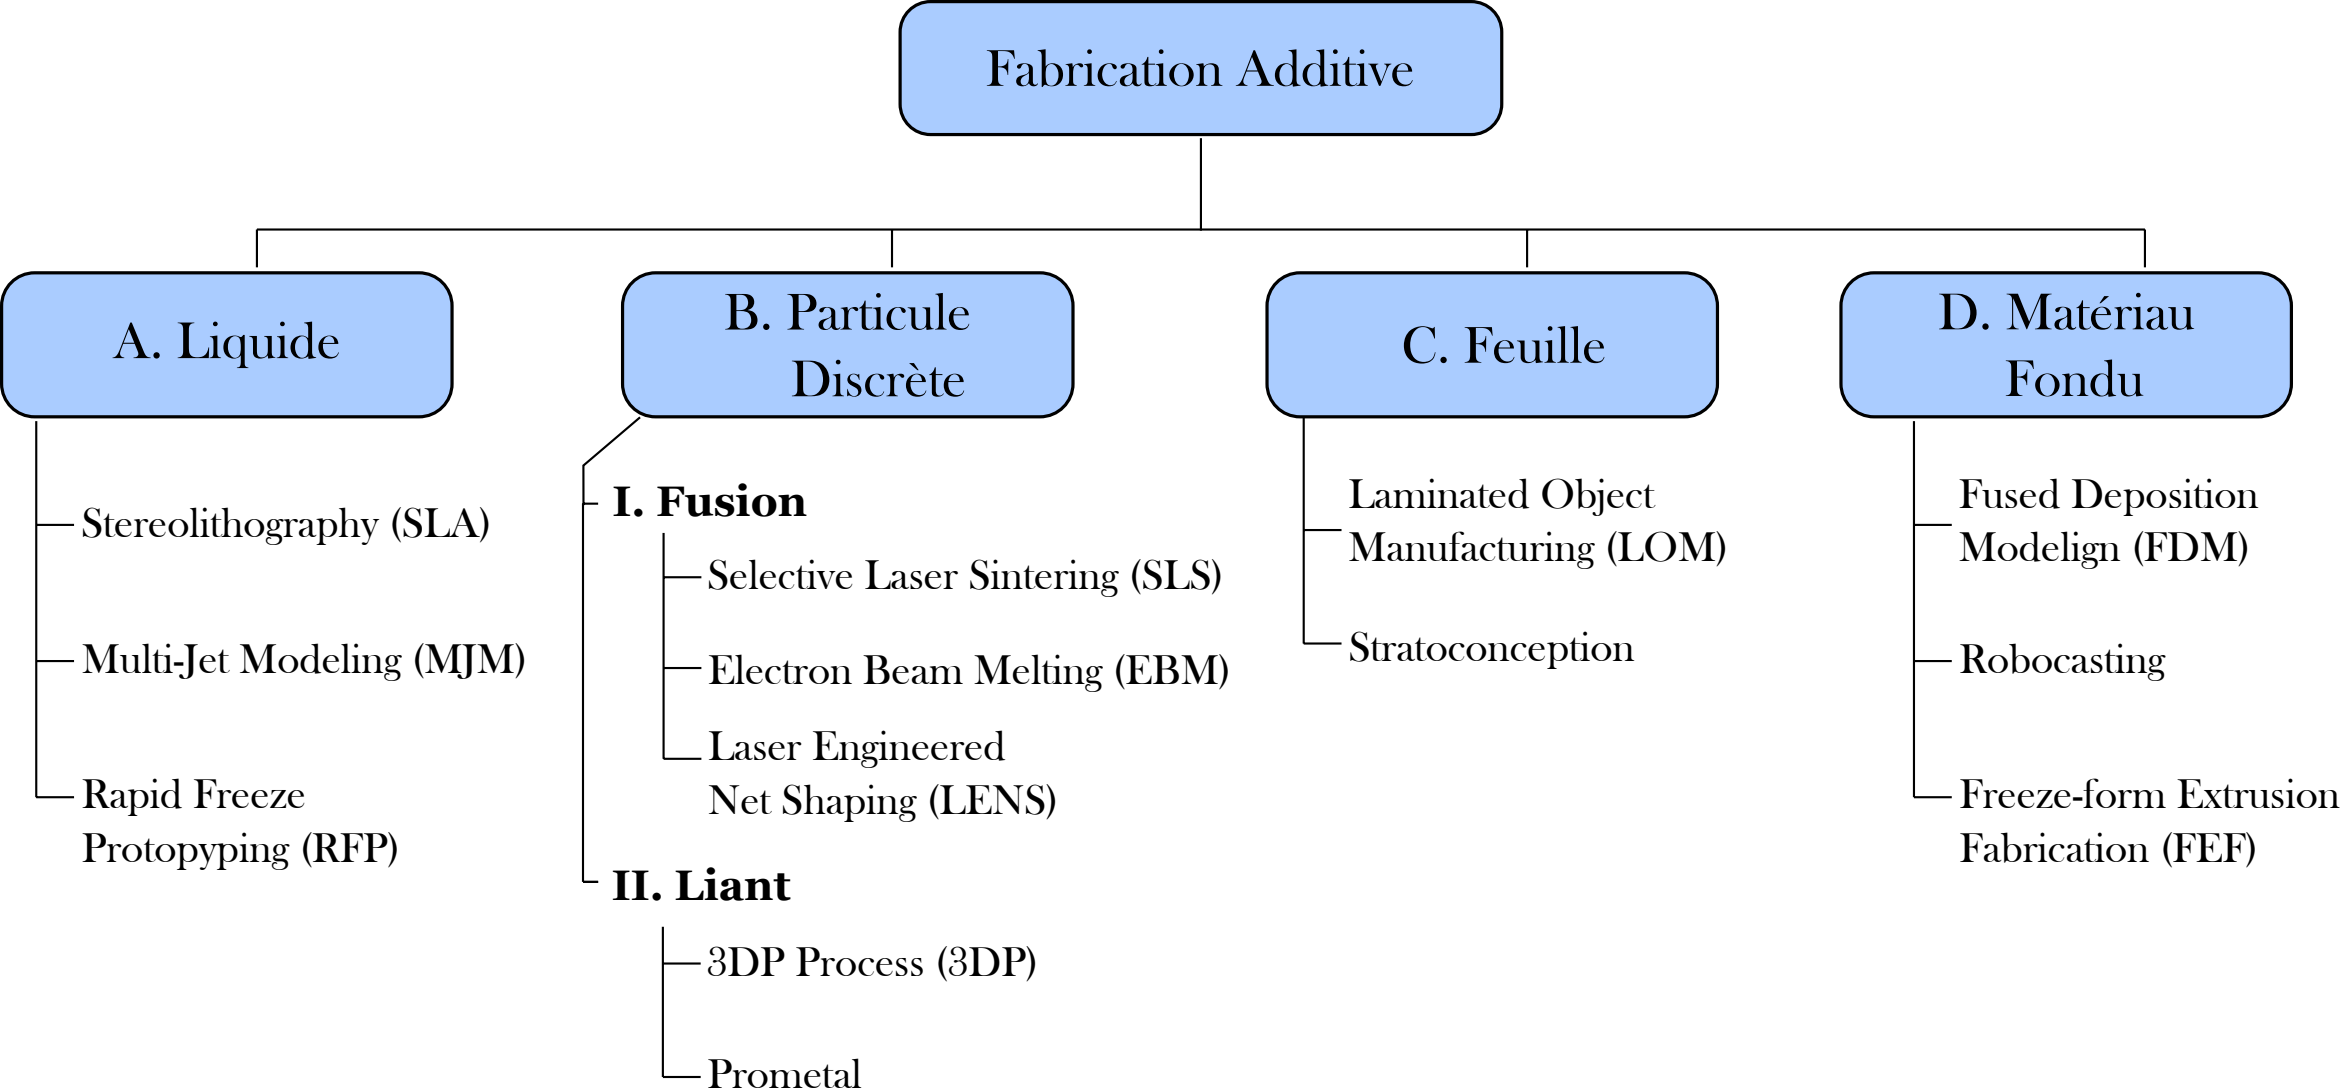 Fabrication Additive
A. Liquide
Stereolithography (SLA)
Multi-Jet Modeling (MJM)
Rapid Freeze
Protopyping (RFP)
B. Particule
Discrète
I. Fusion
Selective Laser Sintering (SLS)
Electron Beam Melting (EBM)
Laser Engineered
Net Shaping (LENS)
II. Liant
3DP Process (3DP)
Prometal
C. Feuille
Laminated Object
Manufacturing (LOM)
Stratoconception
D. Matériau
Fondu
Fused Deposition
Modelign (FDM)
Robocasting
Freeze-form Extrusion
Fabrication (FEF)